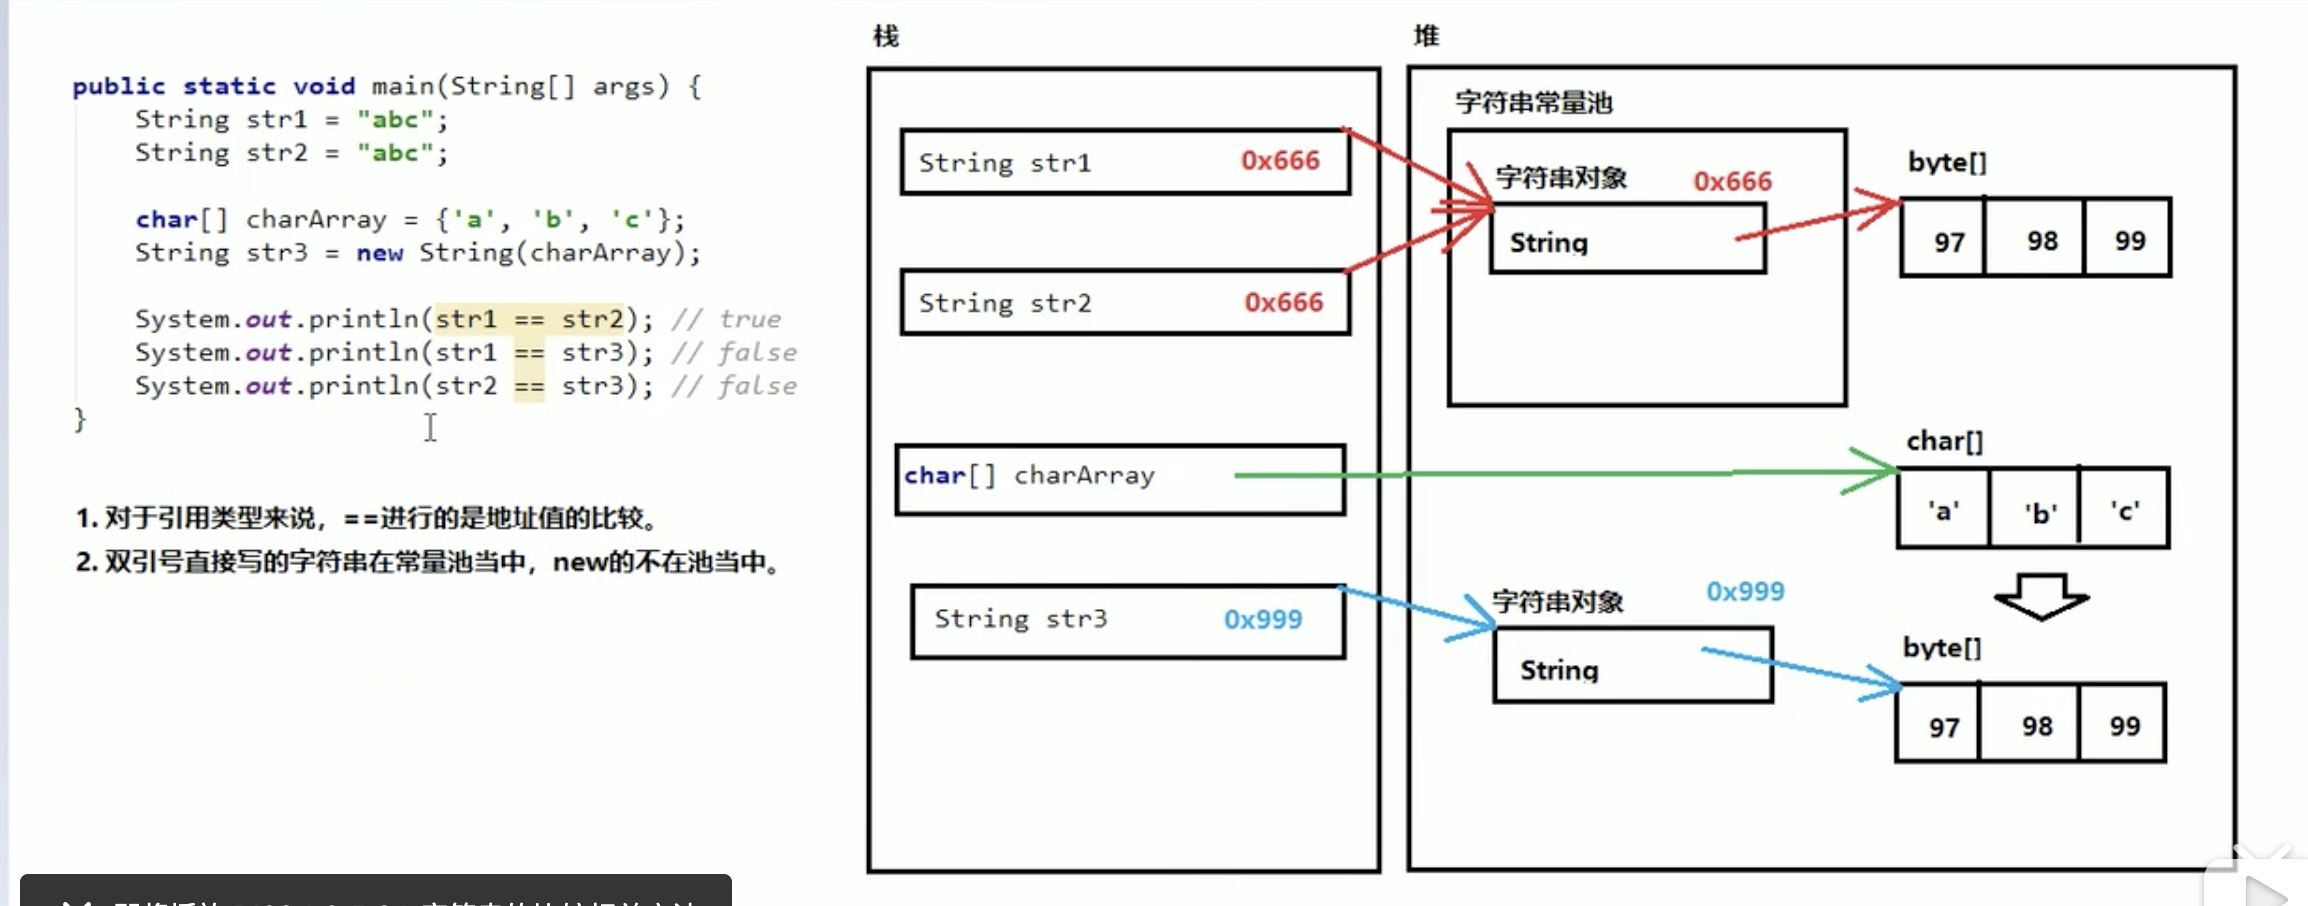 public static void main(String[] args) {
String str1 = "abc";
String str2 = "abc";
char[] charArray = {'a', 'b', 'c'};
String str3 = new String(charArray);
System.out.println(str1 == str2); // true
System.out.println(str1 == str3); // false
System.out.println(str2 == str3); // false
}
1. 对于引用类型来说，==进行的是地址值的比较。
2. 双引号直接写的字符串在常量池当中，new的不在池当中。
栈
String str1 0x666
String str2 0x666
char[] charArray
String str3 0x999
堆
字符串常量池
字符串对象 0x666
String
byte[]
97 98 99
char[]
'a' 'b' 'c'
字符串对象 0x999
String
byte[]
97 98 99